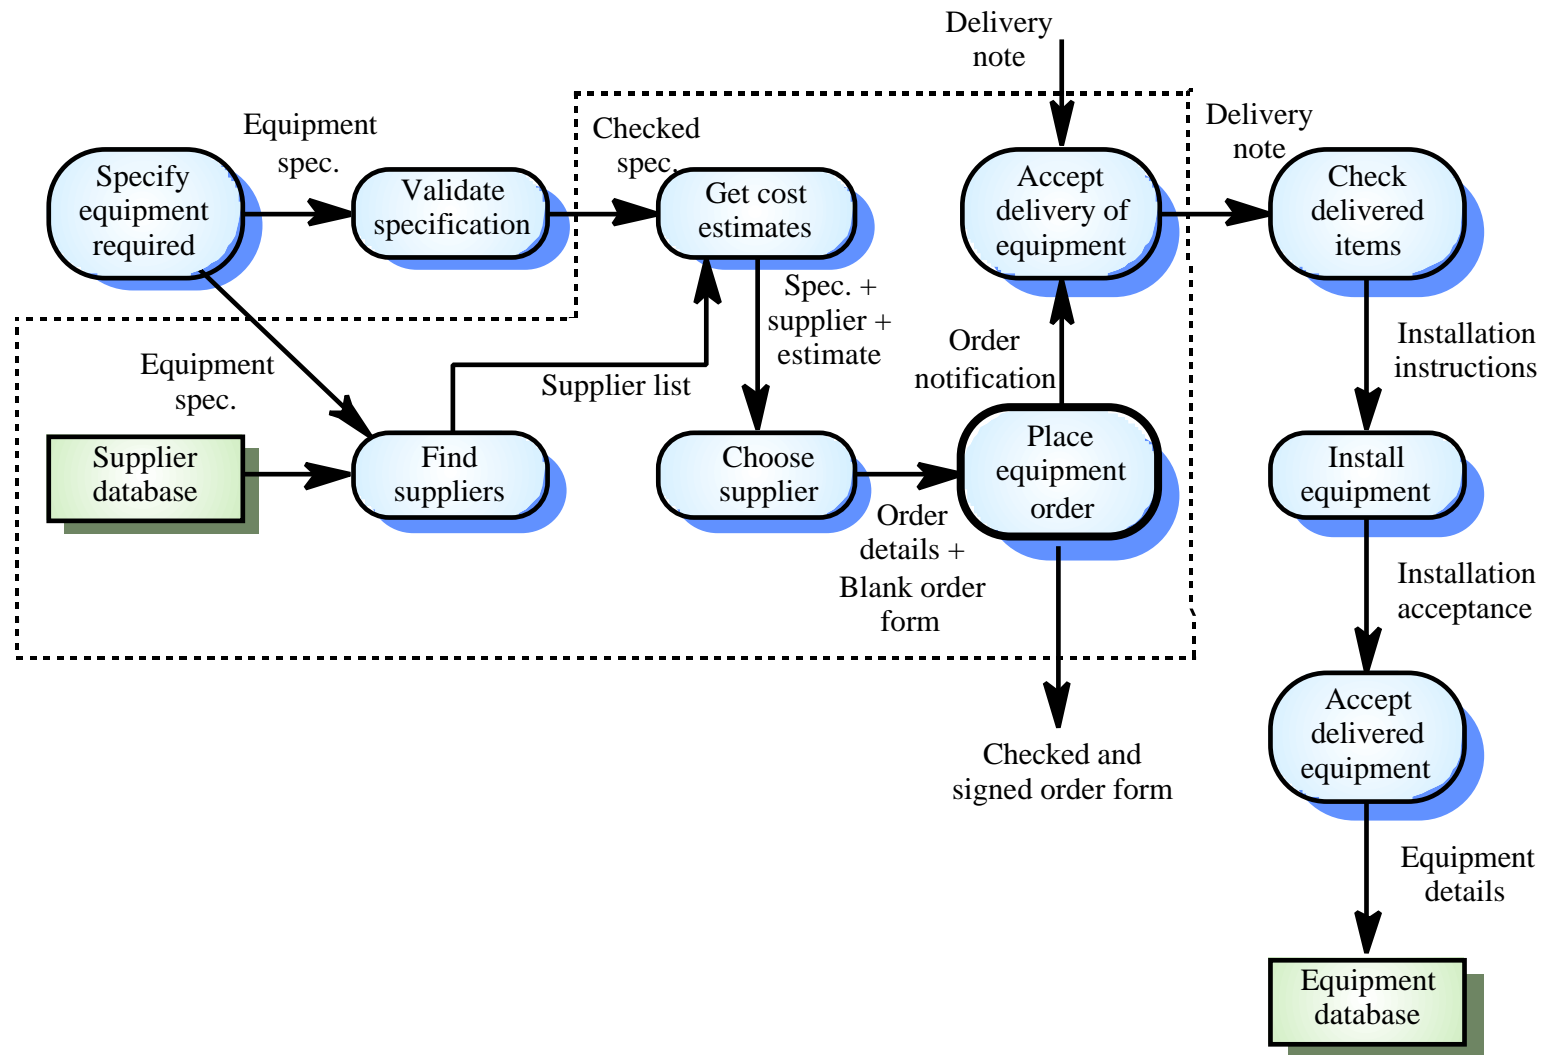 Delivery
note
Equipment
spec.
Checked
spec.
Delivery
note
Specify
equipment
required
Validate
specification
Get cost
estimates
Accept
delivery of
equipment
Check
delivered
items
Spec. +
supplier +
estimate
Equipment
spec.
Supplier list
Order
notification
Installation
instructions
Supplier
database
Find
suppliers
Choose
supplier
Place
equipment
order
Install
equipment
Order
details +
Blank order
form
Installation
acceptance
Checked and
signed order form
Accept
delivered
equipment
Equipment
details
Equipment
database